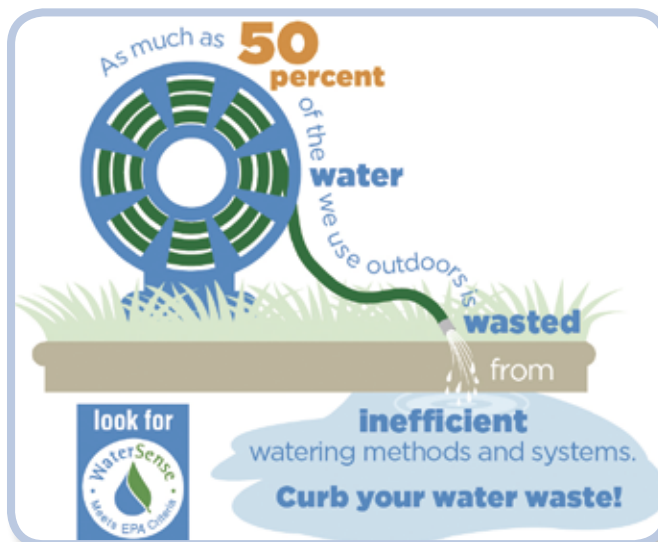 As much as 50
percent
of the
water
we use outdoors is
wasted
from
inefficient
watering methods and systems.
Curb your water waste!
look for
WaterSense
Meets EPA Criteria